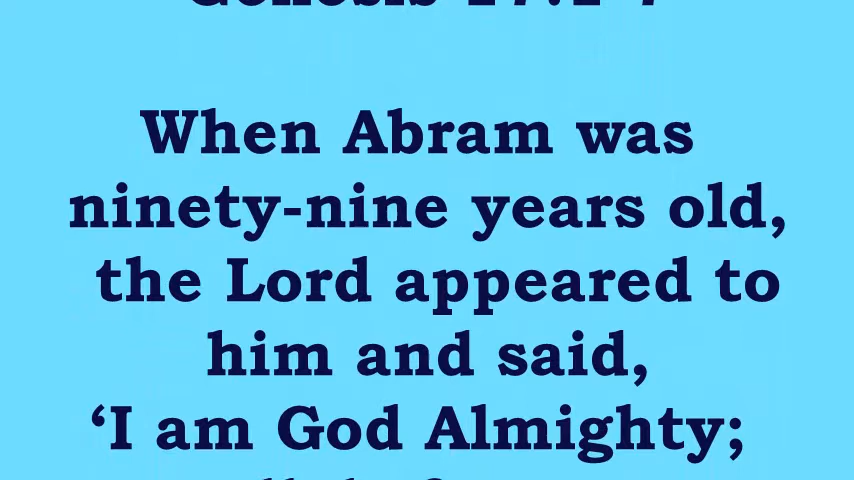 When Abram was
ninety-nine years old,
the Lord appeared to
him and said,
‘I am God Almighty;